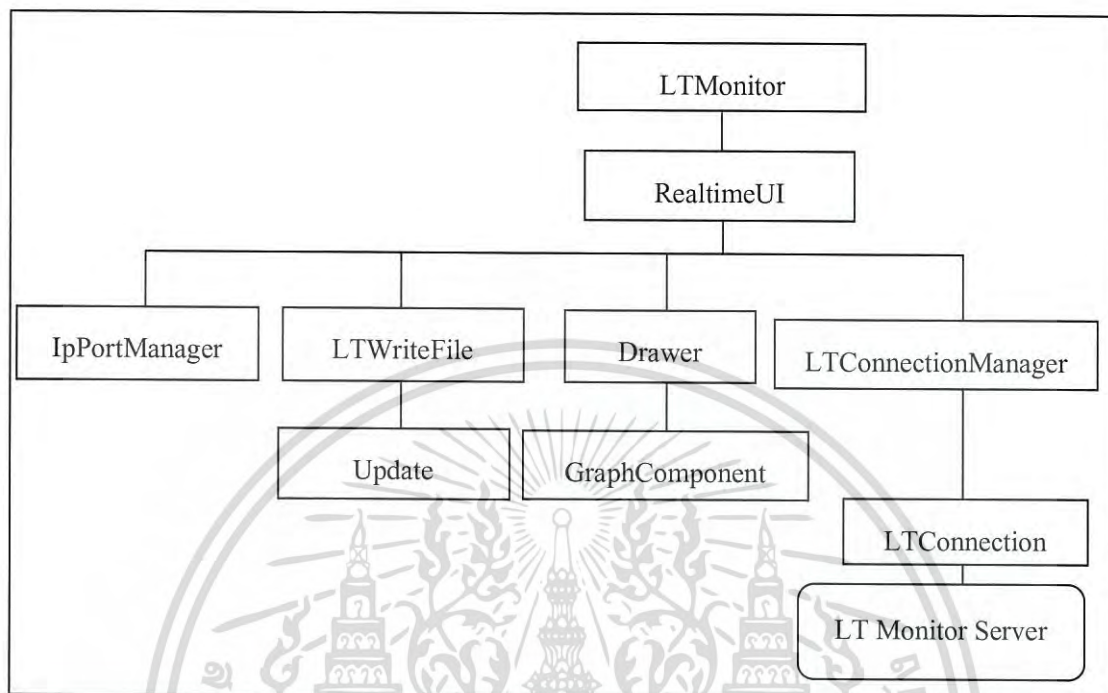 LTMonitor
RealtimeUI
IpPortManager
LTWriteFile
Drawer
LTConnectionManager
Update
GraphComponent
LTConnection
LT Monitor Server